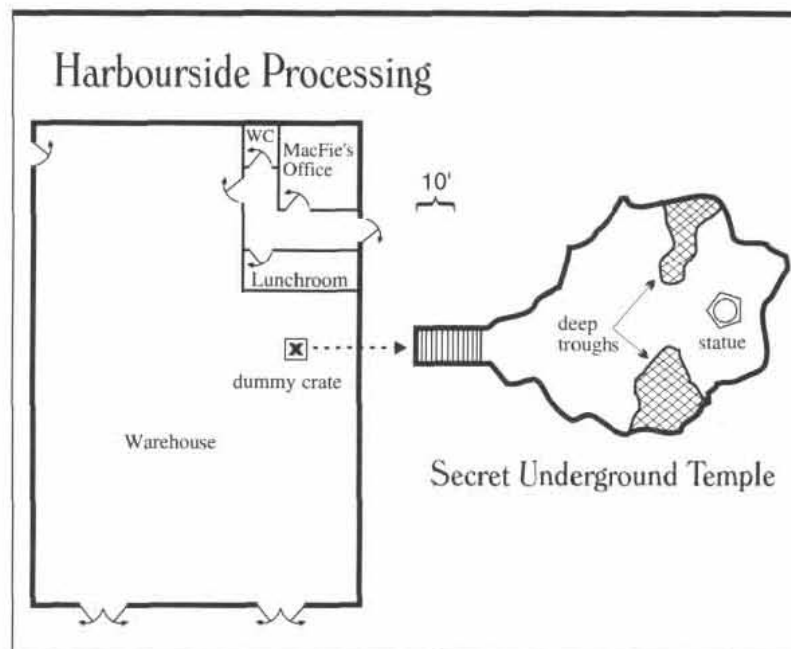 Harbourside Processing
WC
MacFie's
Office
10'
Lunchroom
deep
troughs
statue
X
dummy crate
Warehouse
Secret Underground Temple